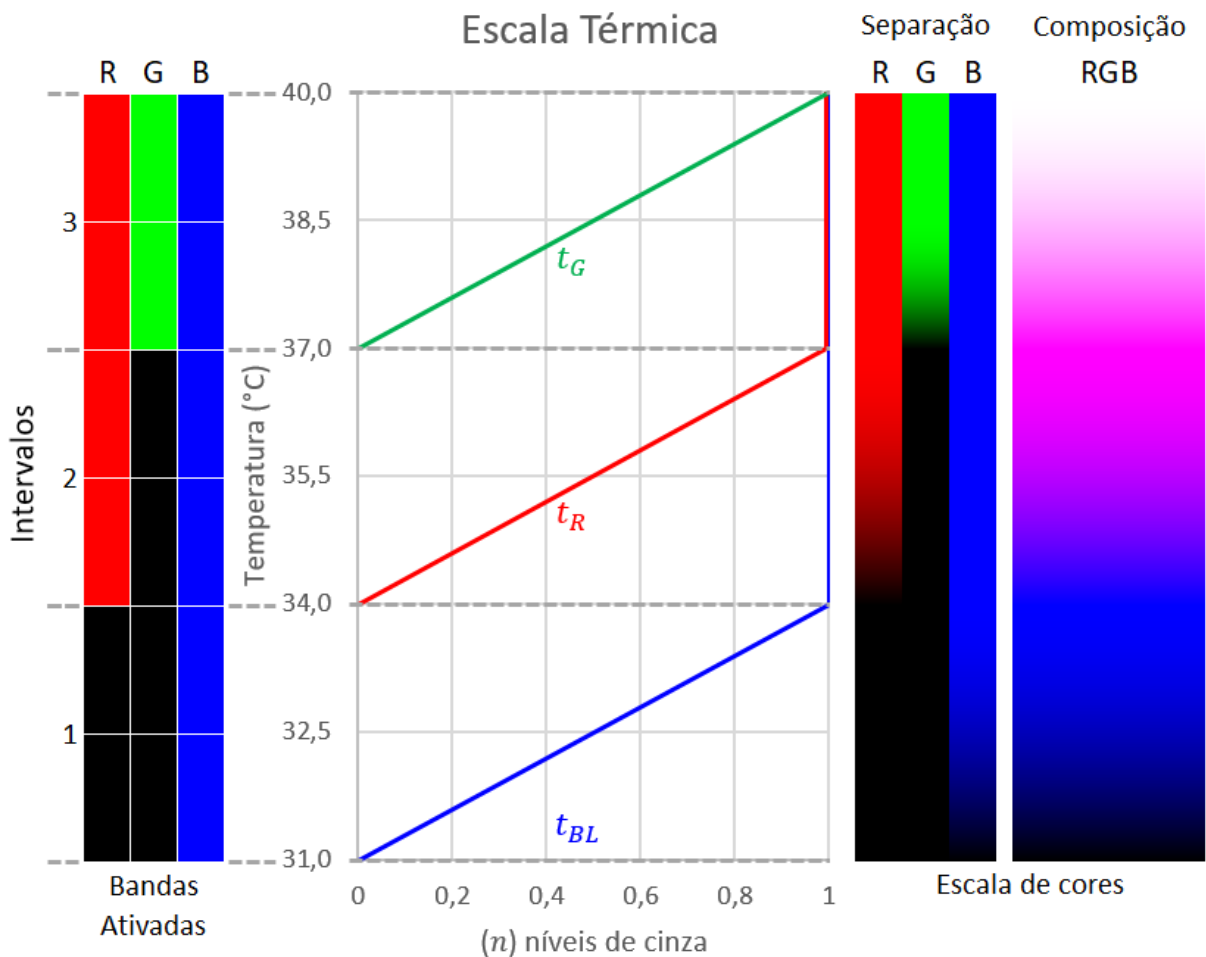 Escala Térmica
Separação
Composição
R G B
R G B
RGB
40,0
38,5
37,0
35,5
34,0
32,5
31,0
3
2
1
Intervalos
Temperatura (°C)
t_G
t_R
t_BL
0 0,2 0,4 0,6 0,8 1
(n) níveis de cinza
Bandas
Ativadas
Escala de cores